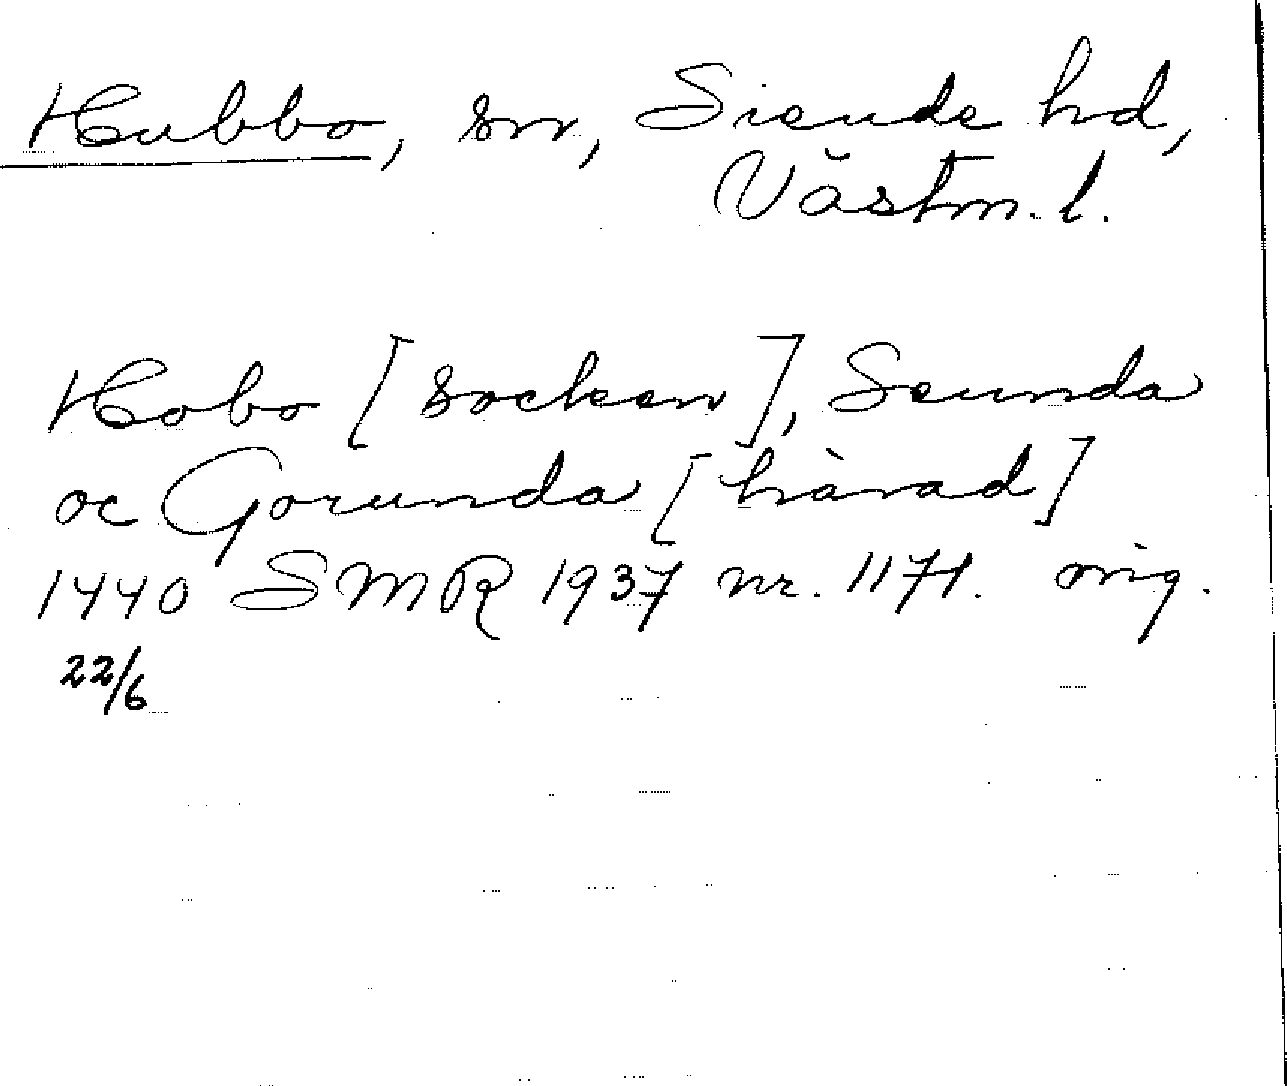 Hubbo, sn, Siende hd,
Västm. l.
Hobo [socken], Seunda
oc Gorunda [härad]
1440 SMR 1937 nr. 1171. orig.
22/6